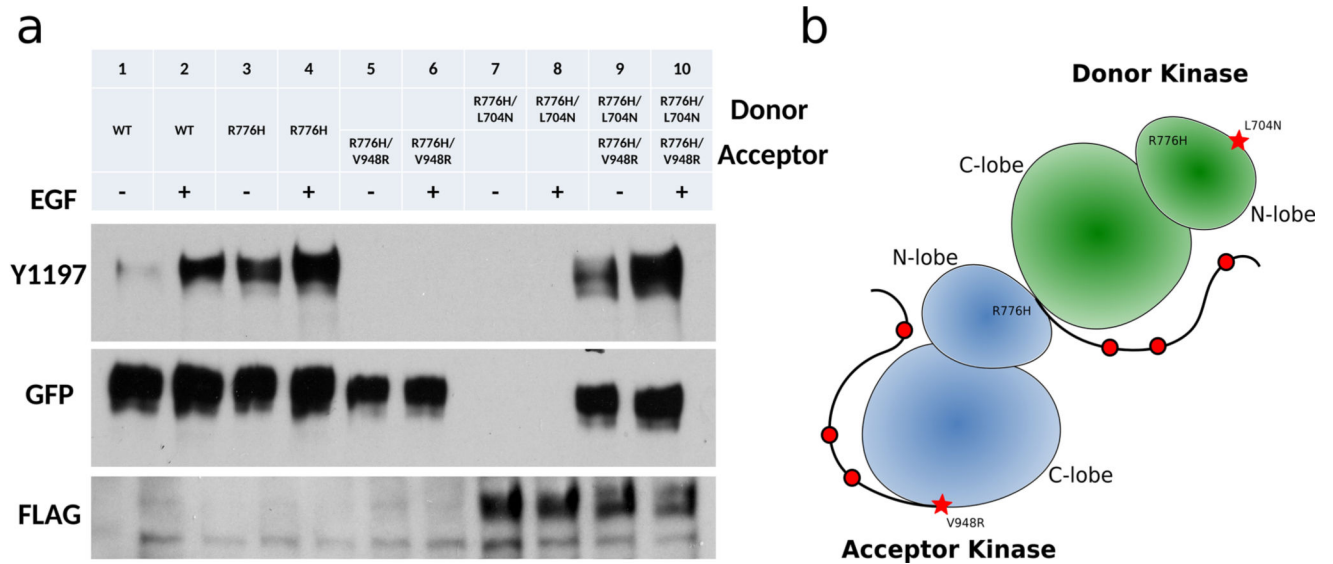 a
1 2 3 4 5 6 7 8 9 10
WT WT R776H R776H R776H/L704N R776H/L704N R776H/L704N R776H/L704N Donor
R776H/V948R R776H/V948R R776H/V948R R776H/V948R Acceptor
EGF - + - + - + - + - +
Y1197
GFP
FLAG
b
Donor Kinase
L704N
R776H
C-lobe
N-lobe
N-lobe
R776H
C-lobe
V948R
Acceptor Kinase